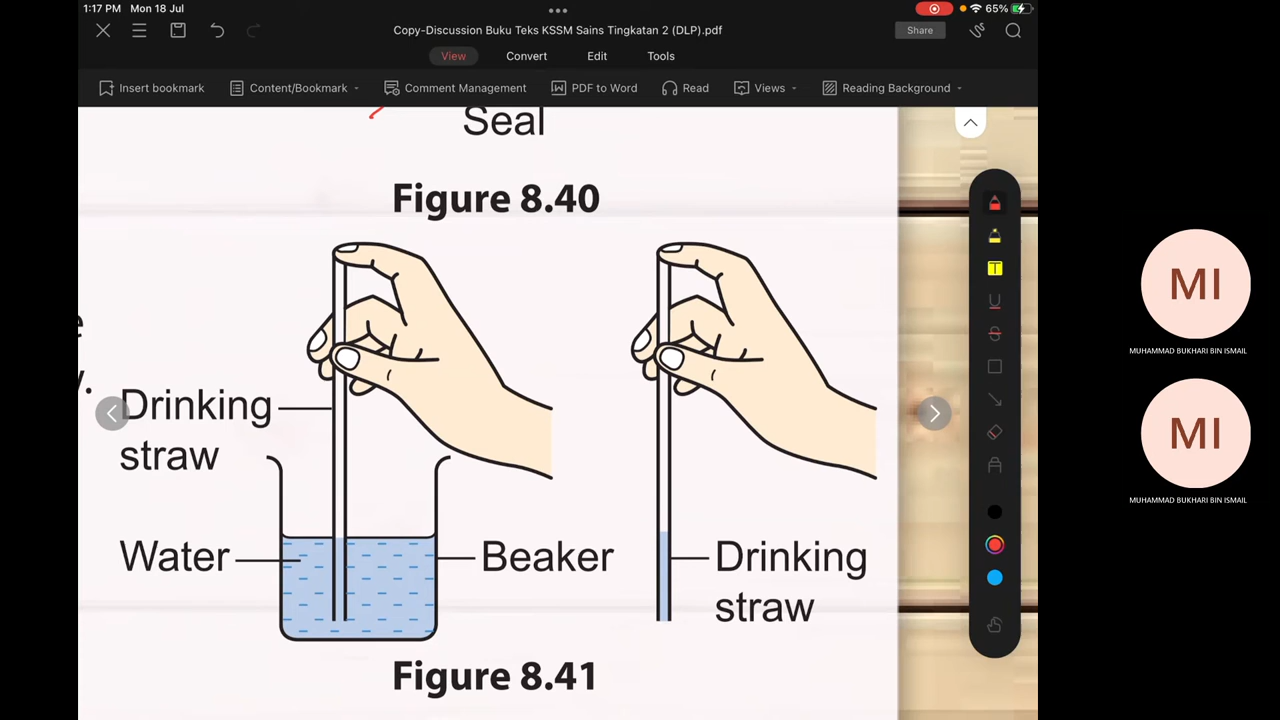 1:17 PM Mon 18 Jul
65%
Copy-Discussion Buku Teks KSSM Sains Tingkatan 2 (DLP).pdf
Share
View Convert Edit Tools
Insert bookmark Content/Bookmark Comment Management PDF to Word Read Views Reading Background
Seal
Figure 8.40
Drinking
straw
Water
Beaker
Drinking
straw
Figure 8.41
T
U
S
MI
MUHAMMAD BUKHARI BIN ISMAIL
MI
MUHAMMAD BUKHARI BIN ISMAIL